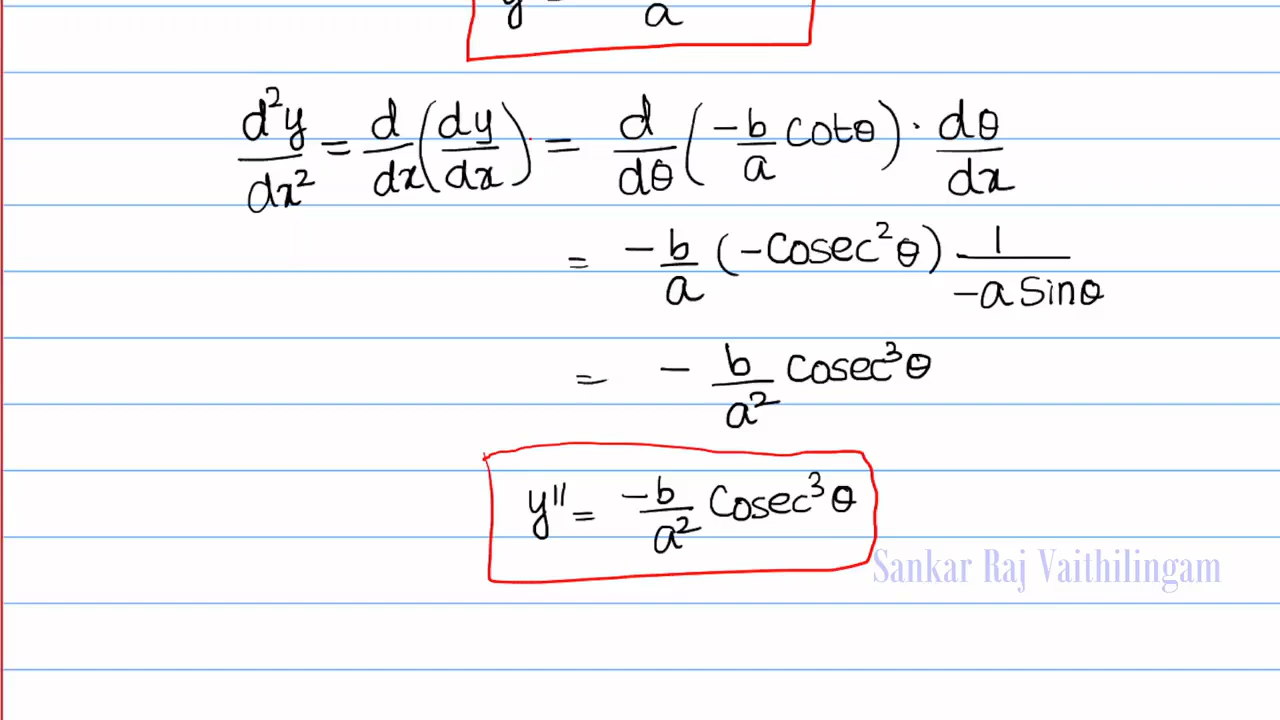 y = a
d²y/dx² = d/dx (dy/dx) = d/dθ (-b/a cotθ) · dθ/dx
= -b/a (-Cosec²θ) 1/-a Sinθ
= - b/a² Cosec³θ
y'' = -b/a² Cosec³θ
Sankar Raj Vaithilingam